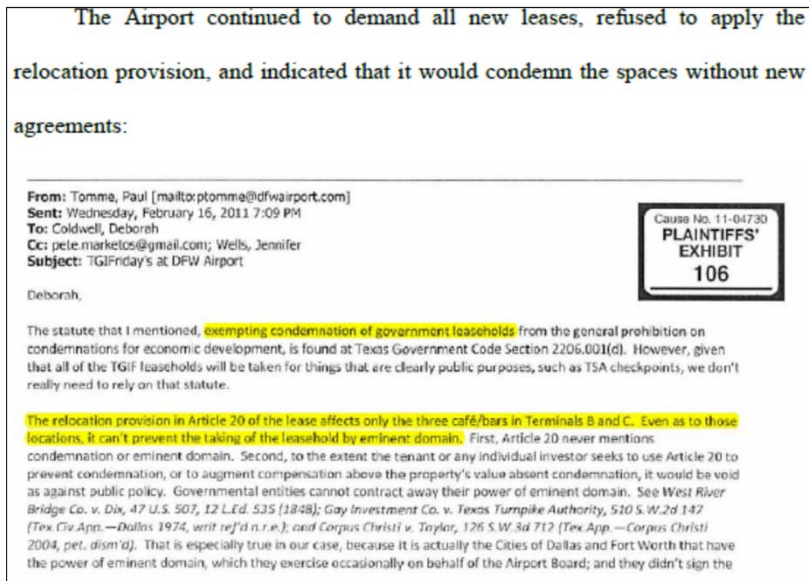 The Airport continued to demand all new leases, refused to apply the
relocation provision, and indicated that it would condemn the spaces without new
agreements:
From: Tomme, Paul [mailto:ptomme@dfwairport.com]
Sent: Wednesday, February 16, 2011 7:09 PM
To: Coldwell, Deborah
Cc: pete.marketos@gmail.com; Wells, Jennifer
Subject: TGIFriday's at DFW Airport
Cause No. 11-04730
PLAINTIFFS'
EXHIBIT
106
Deborah,
The statute that I mentioned, exempting condemnation of government leaseholds from the general prohibition on
condemnations for economic development, is found at Texas Government Code Section 2206.001(d). However, given
that all of the TGIF leaseholds will be taken for things that are clearly public purposes, such as TSA checkpoints, we don't
really need to rely on that statute.
The relocation provision in Article 20 of the lease affects only the three café/bars in Terminals B and C. Even as to those
locations, it can't prevent the taking of the leasehold by eminent domain. First, Article 20 never mentions
condemnation or eminent domain. Second, to the extent the tenant or any individual investor seeks to use Article 20 to
prevent condemnation, or to augment compensation above the property's value absent condemnation, it would be void
as against public policy. Governmental entities cannot contract away their power of eminent domain. See West River
Bridge Co. v. Dix, 47 U.S. 507, 12 L.Ed. 535 (1848); Gay Investment Co. v. Texas Turnpike Authority, 510 S.W.2d 147
(Tex.Civ.App.—Dallas 1974, writ ref'd n.r.e.); and Corpus Christi v. Taylor, 126 S.W.3d 712 (Tex.App.—Corpus Christi
2004, pet. dism'd). That is especially true in our case, because it is actually the Cities of Dallas and Fort Worth that have
the power of eminent domain, which they exercise occasionally on behalf of the Airport Board; and they didn't sign the